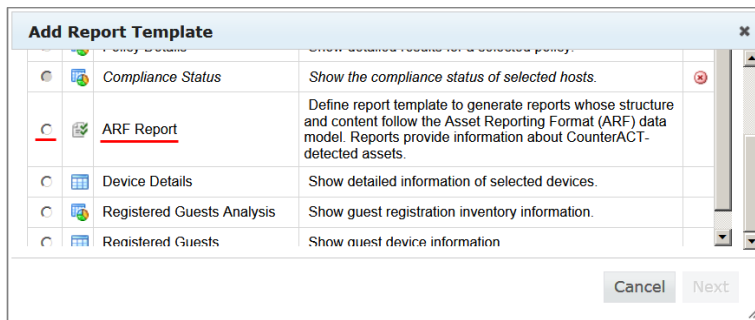 Add Report Template
Policy Details Show detailed results for a selected policy.
Compliance Status Show the compliance status of selected hosts.
Define report template to generate reports whose structure
ARF Report and content follow the Asset Reporting Format (ARF) data
model. Reports provide information about CounterACT-
detected assets.
Device Details Show detailed information of selected devices.
Registered Guests Analysis Show guest registration inventory information.
Registered Guests Show guest device information
Cancel Next